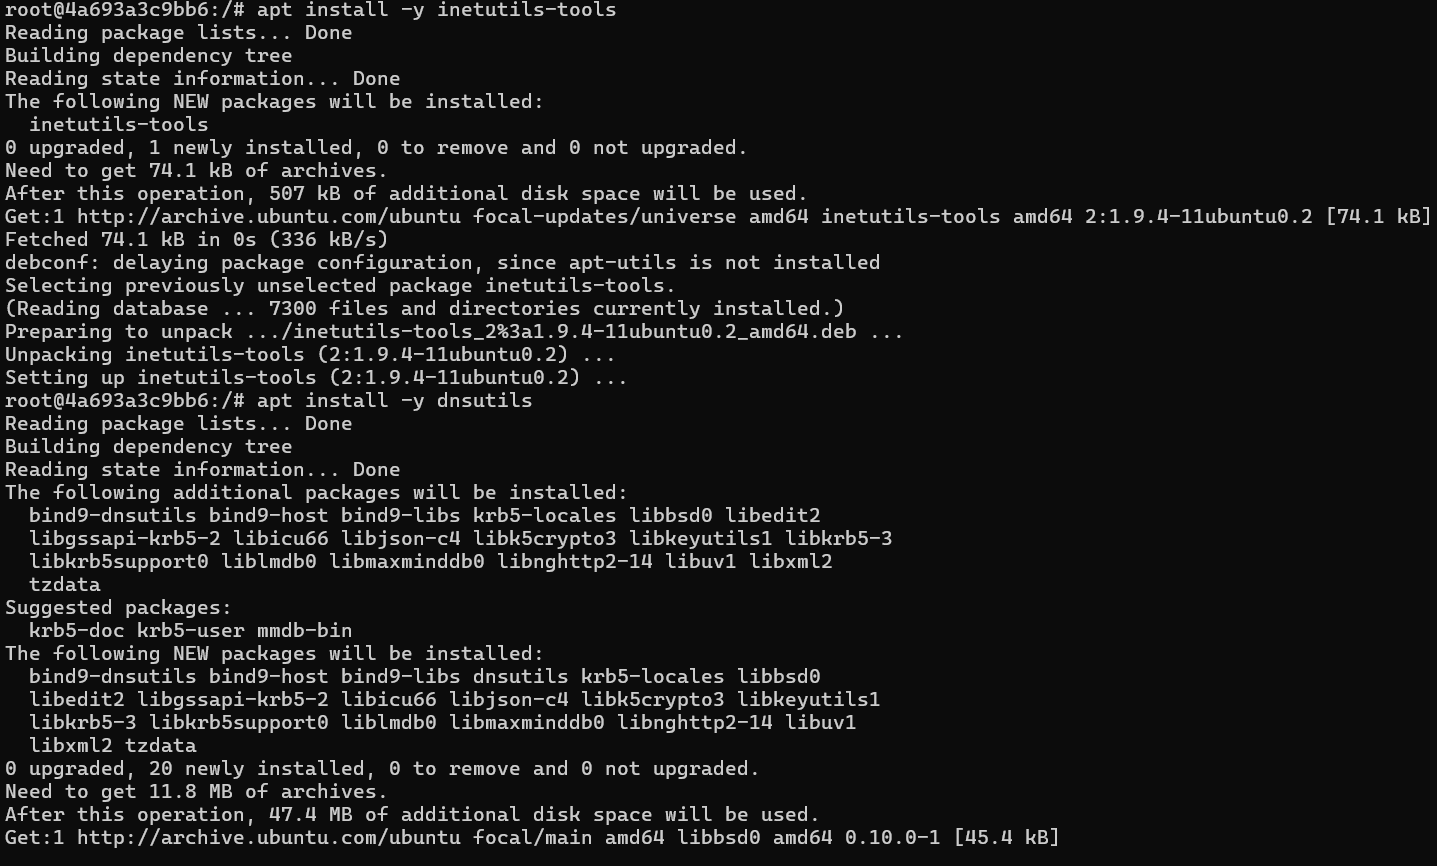 root@4a693a3c9bb6:/# apt install -y inetutils-tools
Reading package lists... Done
Building dependency tree
Reading state information... Done
The following NEW packages will be installed:
  inetutils-tools
0 upgraded, 1 newly installed, 0 to remove and 0 not upgraded.
Need to get 74.1 kB of archives.
After this operation, 507 kB of additional disk space will be used.
Get:1 http://archive.ubuntu.com/ubuntu focal-updates/universe amd64 inetutils-tools amd64 2:1.9.4-11ubuntu0.2 [74.1 kB]
Fetched 74.1 kB in 0s (336 kB/s)
debconf: delaying package configuration, since apt-utils is not installed
Selecting previously unselected package inetutils-tools.
(Reading database ... 7300 files and directories currently installed.)
Preparing to unpack .../inetutils-tools_2%3a1.9.4-11ubuntu0.2_amd64.deb ...
Unpacking inetutils-tools (2:1.9.4-11ubuntu0.2) ...
Setting up inetutils-tools (2:1.9.4-11ubuntu0.2) ...
root@4a693a3c9bb6:/# apt install -y dnsutils
Reading package lists... Done
Building dependency tree
Reading state information... Done
The following additional packages will be installed:
  bind9-dnsutils bind9-host bind9-libs krb5-locales libbsd0 libedit2
  libgssapi-krb5-2 libicu66 libjson-c4 libk5crypto3 libkeyutils1 libkrb5-3
  libkrb5support0 liblmdb0 libmaxminddb0 libnghttp2-14 libuv1 libxml2
  tzdata
Suggested packages:
  krb5-doc krb5-user mmdb-bin
The following NEW packages will be installed:
  bind9-dnsutils bind9-host bind9-libs dnsutils krb5-locales libbsd0
  libedit2 libgssapi-krb5-2 libicu66 libjson-c4 libk5crypto3 libkeyutils1
  libkrb5-3 libkrb5support0 liblmdb0 libmaxminddb0 libnghttp2-14 libuv1
  libxml2 tzdata
0 upgraded, 20 newly installed, 0 to remove and 0 not upgraded.
Need to get 11.8 MB of archives.
After this operation, 47.4 MB of additional disk space will be used.
Get:1 http://archive.ubuntu.com/ubuntu focal/main amd64 libbsd0 amd64 0.10.0-1 [45.4 kB]